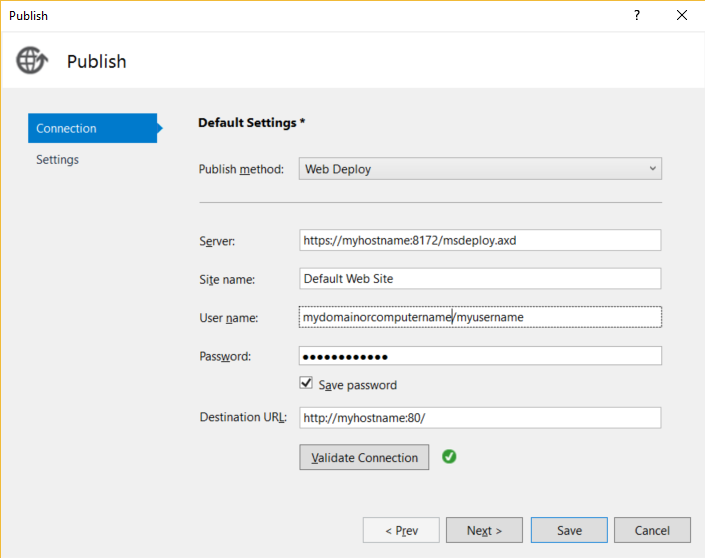 Publish
?
Publish
Connection
Settings
Default Settings *
Publish method: Web Deploy
Server: https://myhostname:8172/msdeploy.axd
Site name: Default Web Site
User name: mydomainorcomputername/myusername
Password: ●●●●●●●●●●●●
Save password
Destination URL: http://myhostname:80/
Validate Connection
< Prev Next > Save Cancel